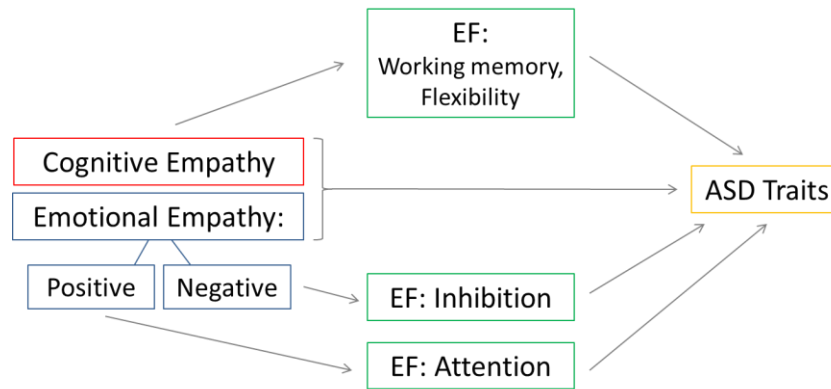 EF:
Working memory,
Flexibility
Cognitive Empathy
ASD Traits
Emotional Empathy:
Positive
Negative
EF: Inhibition
EF: Attention